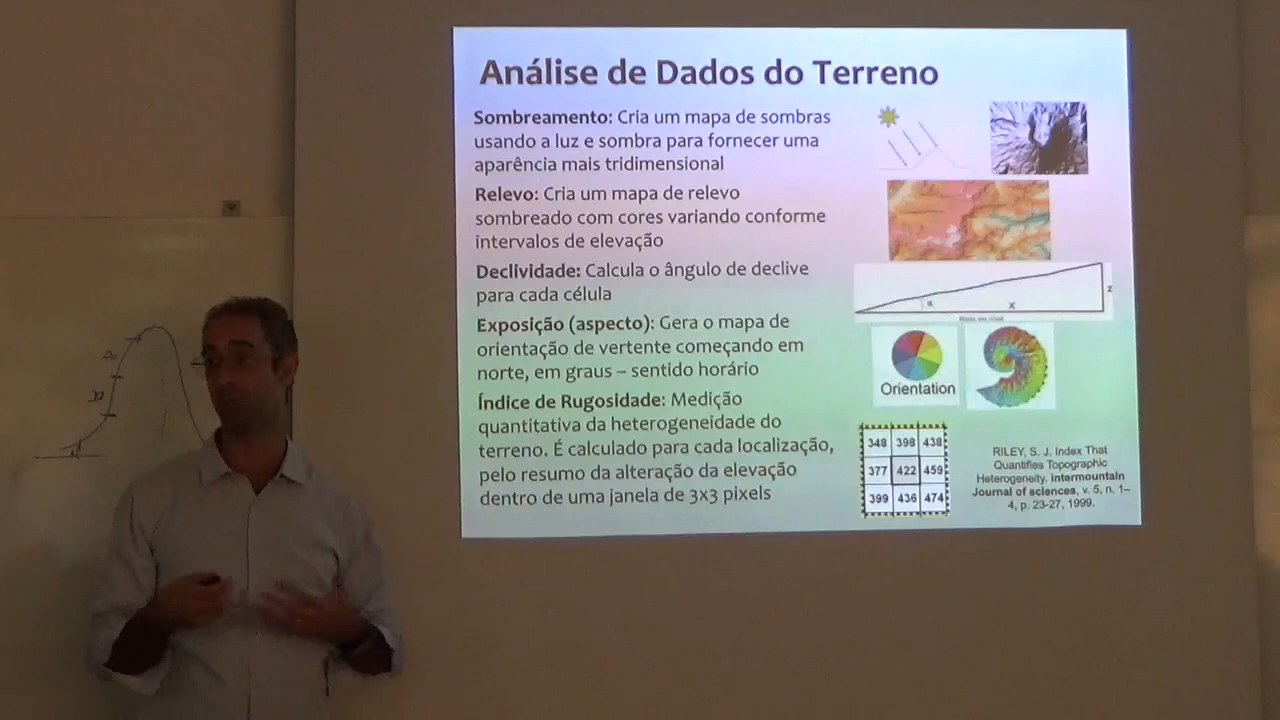 Análise de Dados do Terreno
Sombreamento: Cria um mapa de sombras
usando a luz e sombra para fornecer uma
aparência mais tridimensional
Relevo: Cria um mapa de relevo
sombreado com cores variando conforme
intervalos de elevação
Declividade: Calcula o ângulo de declive
para cada célula
Exposição (aspecto): Gera o mapa de
orientação de vertente começando em
norte, em graus – sentido horário
Índice de Rugosidade: Medição
quantitativa da heterogeneidade do
terreno. É calculado para cada localização,
pelo resumo da alteração da elevação
dentro de uma janela de 3x3 pixels
α
X
Z
Orientation
348 398 438
377 422 459
399 436 474
RILEY, S. J. Index That
Quantifies Topographic
Heterogeneity. Intermountain
Journal of sciences, v. 5, n. 1–
4, p. 23-27, 1999.